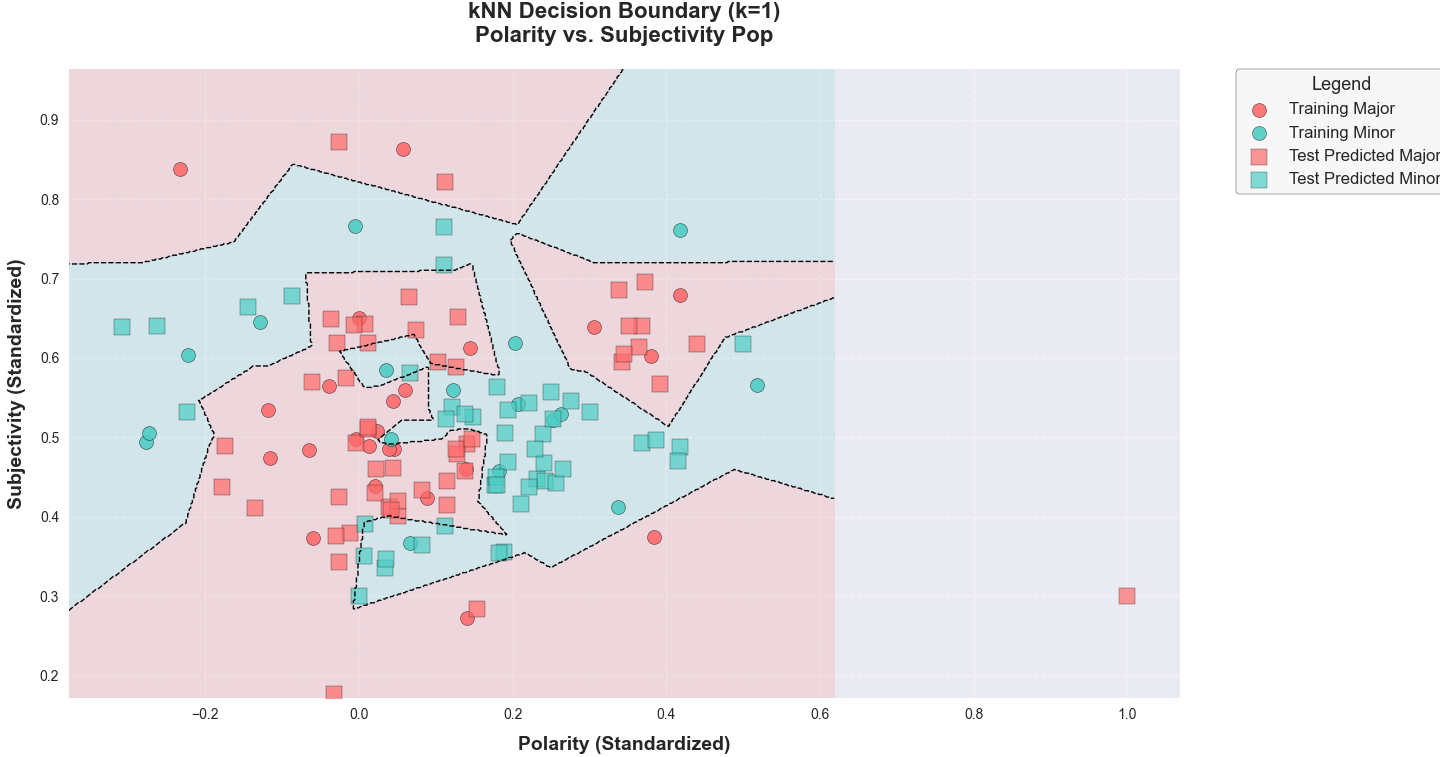 kNN Decision Boundary (k=1)
Polarity vs. Subjectivity Pop
Legend
Training Major
Training Minor
Test Predicted Major
Test Predicted Minor
0.9
0.8
0.7
0.6
0.5
0.4
0.3
0.2
Subjectivity (Standardized)
−0.2
0.0
0.2
0.4
0.6
0.8
1.0
Polarity (Standardized)